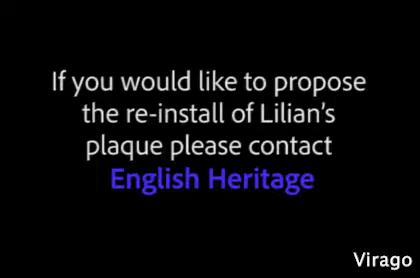 If you would like to propose
the re-install of Lilian's
plaque please contact
English Heritage
Virago